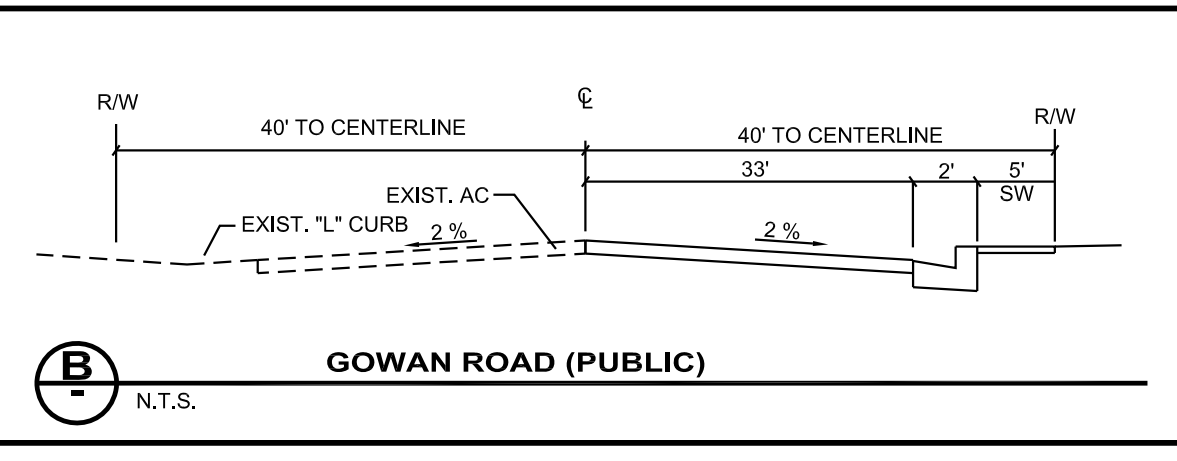 R/W
℄
R/W
40' TO CENTERLINE
40' TO CENTERLINE
33'
2'
5'
SW
EXIST. AC
EXIST. "L" CURB
2 %
2 %
B
-
GOWAN ROAD (PUBLIC)
N.T.S.